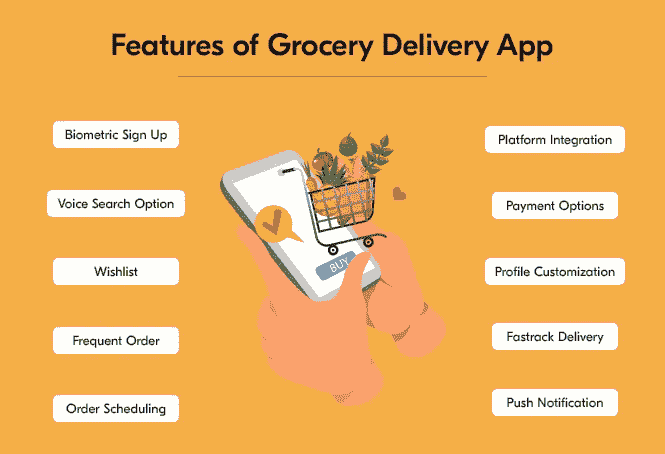 Features of Grocery Delivery App
Biometric Sign Up
Voice Search Option
Wishlist
Frequent Order
Order Scheduling
BUY
Platform Integration
Payment Options
Profile Customization
Fastrack Delivery
Push Notification